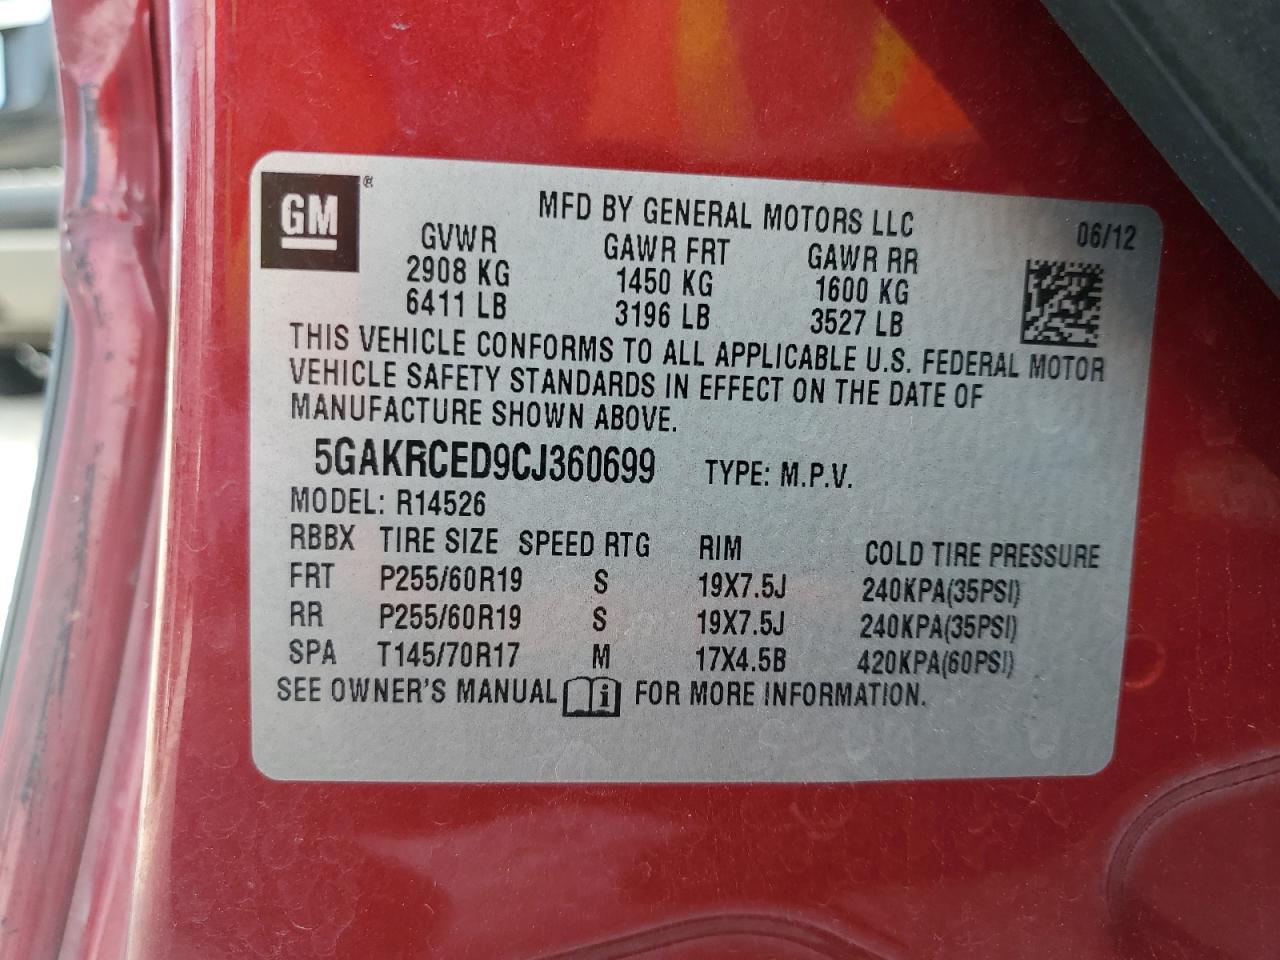 GM®
MFD BY GENERAL MOTORS LLC
06/12
GVWR GAWR FRT GAWR RR
2908 KG 1450 KG 1600 KG
6411 LB 3196 LB 3527 LB
THIS VEHICLE CONFORMS TO ALL APPLICABLE U.S. FEDERAL MOTOR
VEHICLE SAFETY STANDARDS IN EFFECT ON THE DATE OF
MANUFACTURE SHOWN ABOVE.
5GAKRCED9CJ360699 TYPE: M.P.V.
MODEL: R14526
RBBX TIRE SIZE SPEED RTG RIM COLD TIRE PRESSURE
FRT P255/60R19 S 19X7.5J 240KPA(35PSI)
RR P255/60R19 S 19X7.5J 240KPA(35PSI)
SPA T145/70R17 M 17X4.5B 420KPA(60PSI)
SEE OWNER'S MANUAL i FOR MORE INFORMATION.